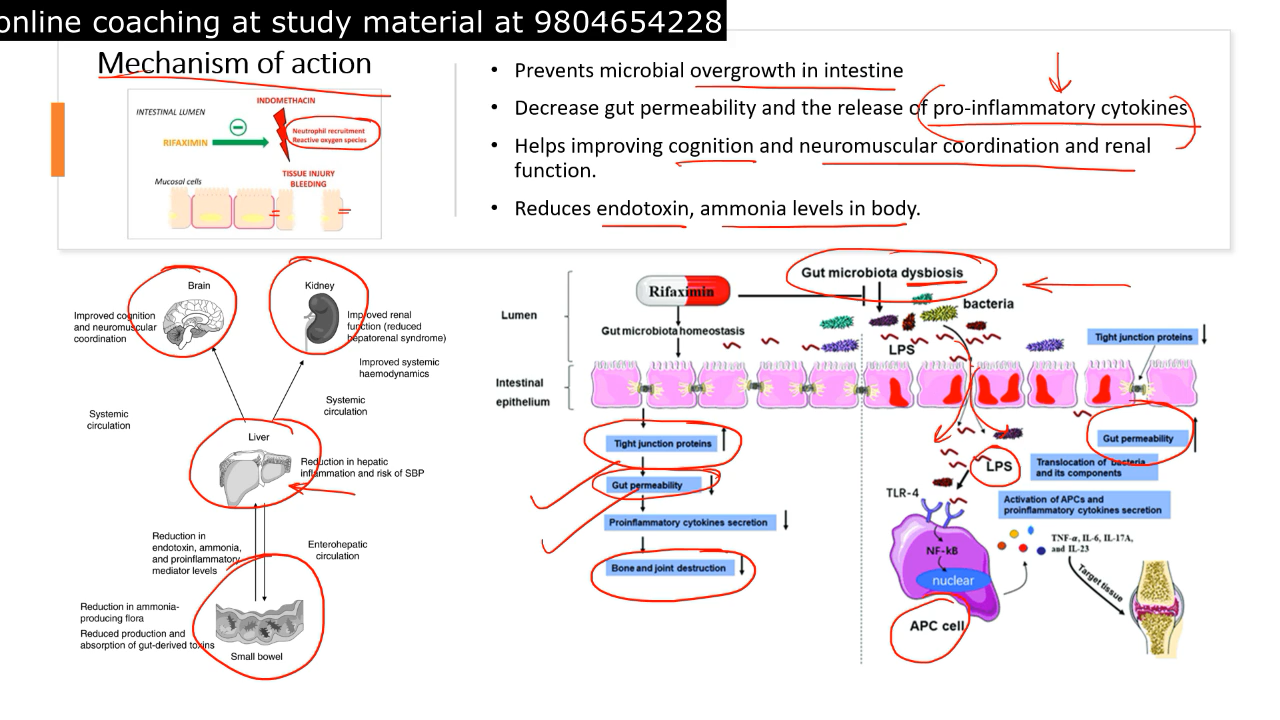 online coaching at study material at 9804654228
Mechanism of action
INTESTINAL LUMEN
INDOMETHACIN
RIFAXIMIN
Neutrophil recruitment
Reactive oxygen species
Mucosal cells
TISSUE INJURY
BLEEDING
• Prevents microbial overgrowth in intestine
• Decrease gut permeability and the release of pro-inflammatory cytokines
• Helps improving cognition and neuromuscular coordination and renal
function.
• Reduces endotoxin, ammonia levels in body.
Brain
Kidney
Improved cognition
and neuromuscular
coordination
Improved renal
function (reduced
hepatorenal syndrome)
Improved systemic
haemodynamics
Systemic
circulation
Systemic
circulation
Liver
Reduction in hepatic
inflammation and risk of SBP
Reduction in
endotoxin, ammonia,
and proinflammatory
mediator levels
Enterohepatic
circulation
Reduction in ammonia-
producing flora
Reduced production and
absorption of gut-derived toxins
Small bowel
Gut microbiota dysbiosis
Rifaximin
bacteria
Lumen
Gut microbiota homeostasis
LPS
Tight junction proteins
Intestinal
epithelium
Tight junction proteins
Gut permeability
Proinflammatory cytokines secretion
Bone and joint destruction
Gut permeability
LPS
Translocation of bacteria
and its components
TLR-4
Activation of APCs and
proinflammatory cytokines secretion
NF-kB
nuclear
TNF-α, IL-6, IL-17A,
and IL-23
Target tissue
APC cell